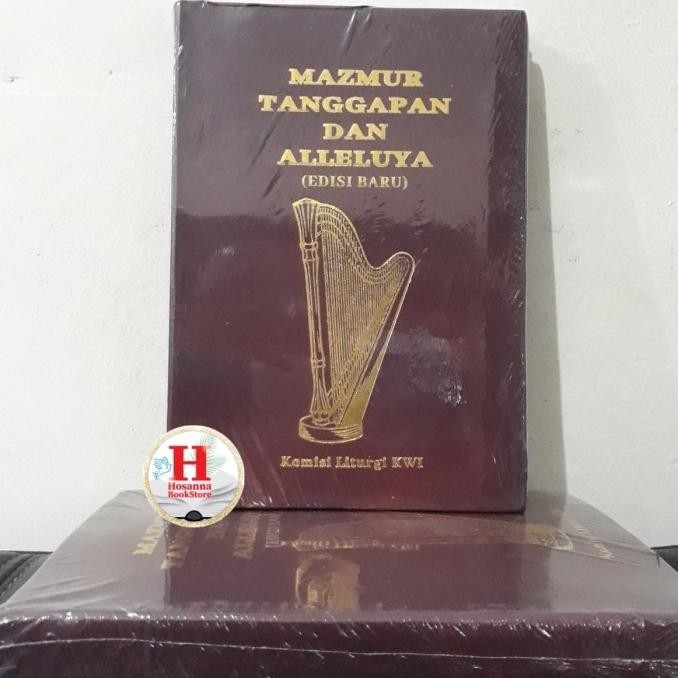 MAZMUR
TANGGAPAN
DAN
ALLELUYA
(EDISI BARU)
Komisi Liturgi KWI
H
Hosanna
BookStore